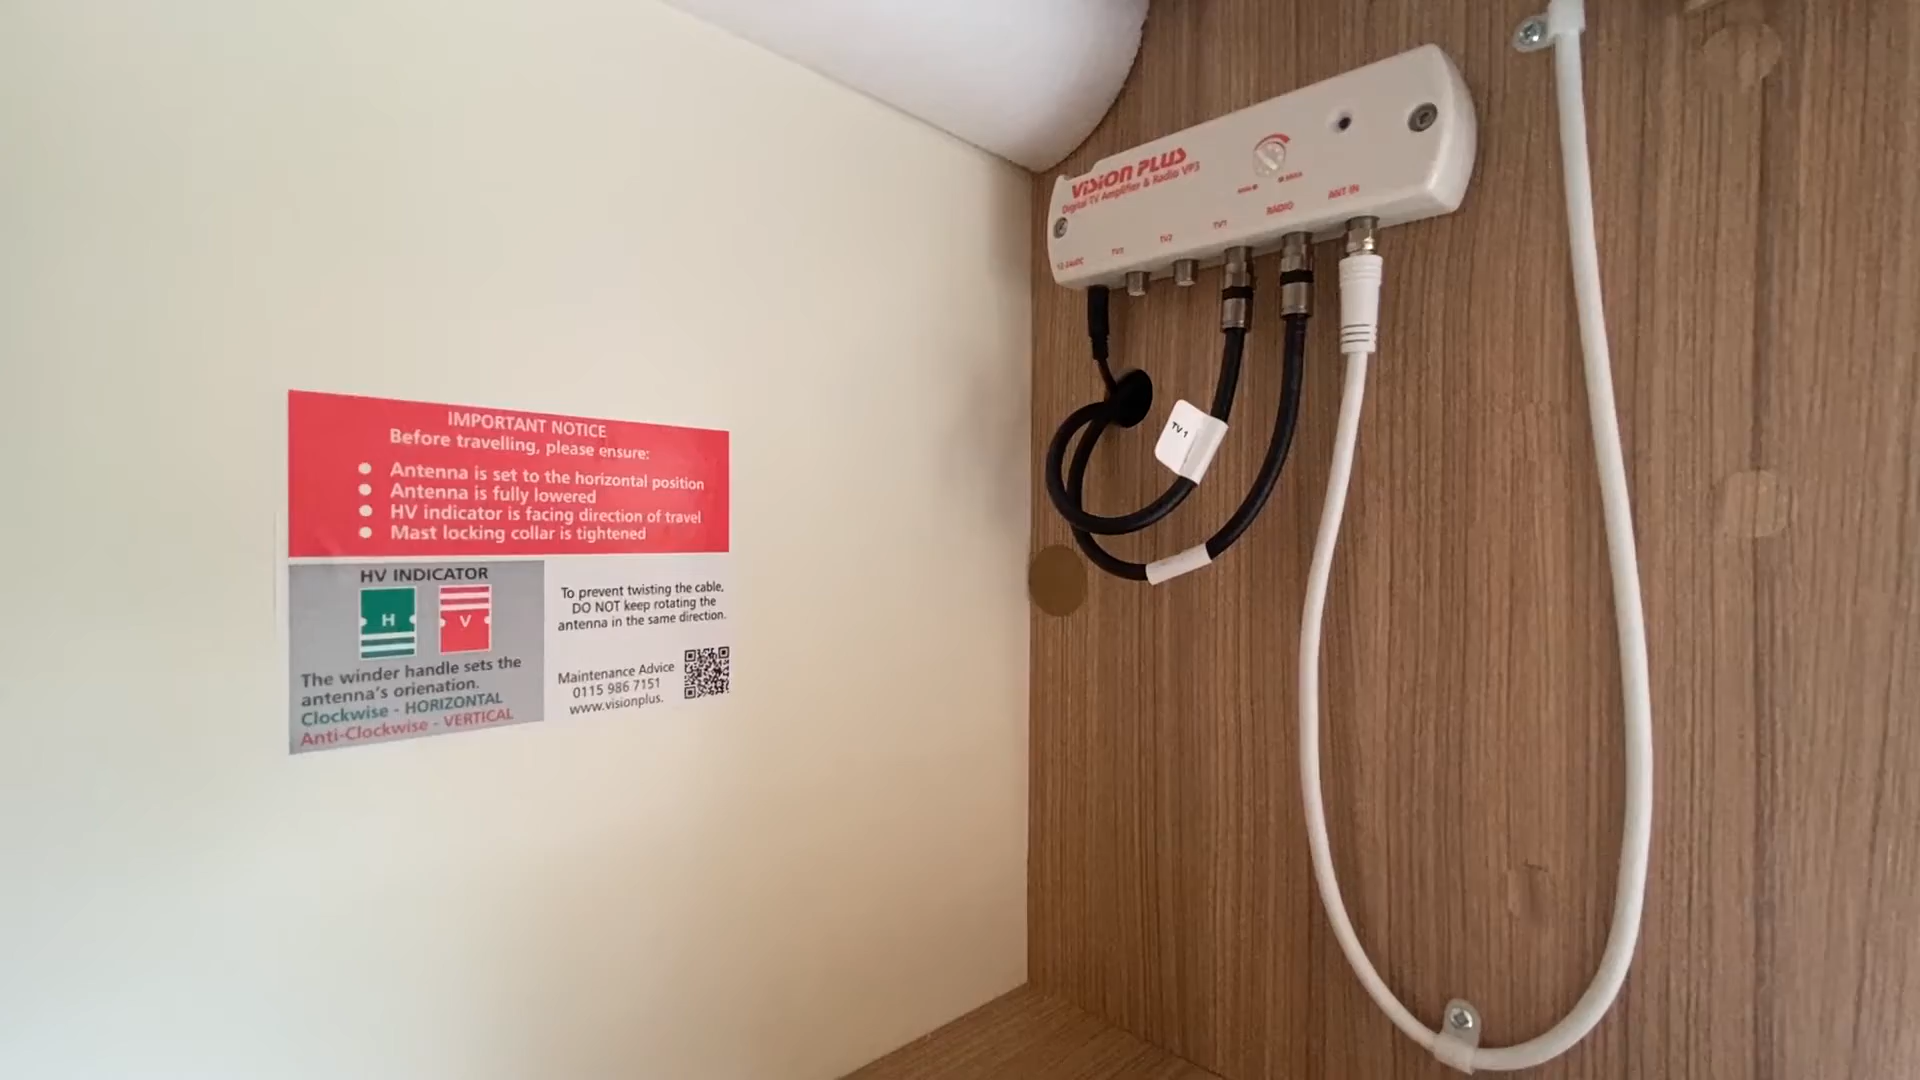 IMPORTANT NOTICE
Before travelling, please ensure:
Antenna is set to the horizontal position
Antenna is fully lowered
HV indicator is facing direction of travel
Mast locking collar is tightened
HV INDICATOR
H V
The winder handle sets the
antenna's orienation.
Clockwise - HORIZONTAL
Anti-Clockwise - VERTICAL
To prevent twisting the cable,
DO NOT keep rotating the
antenna in the same direction.
Maintenance Advice
0115 986 7151
www.visionplus.
VISION PLUS
Digital TV Amplifier & Radio VP3
MAX
TV2 TV1 RADIO ANT IN
TV 1